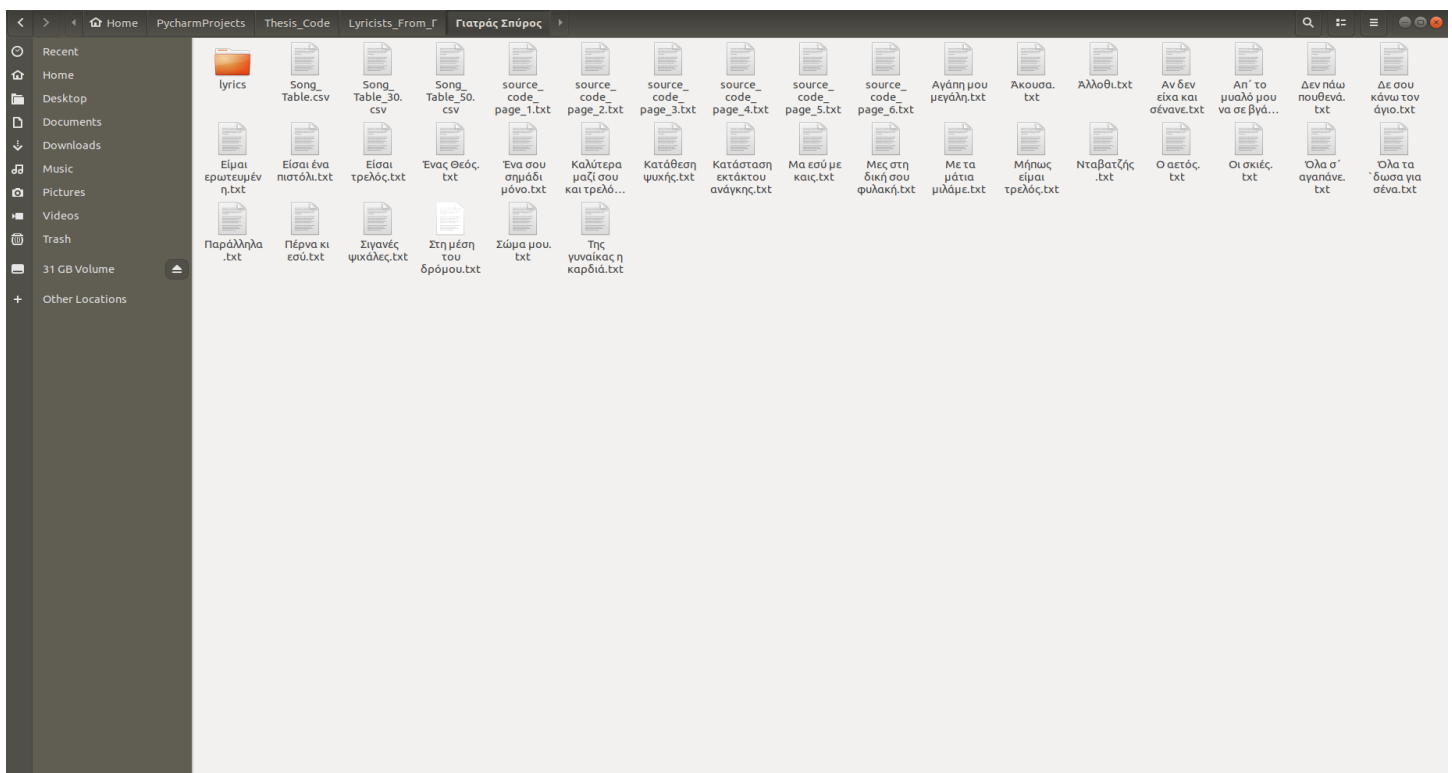 Home PycharmProjects Thesis_Code Lyricists_From_Γ Γιατράς Σπύρος
Recent
Home
Desktop
Documents
Downloads
Music
Pictures
Videos
Trash
31 GB Volume
+ Other Locations
lyrics
Song_
Table.csv
Song_
Table_30.
csv
Song_
Table_50.
csv
source_
code_
page_1.txt
source_
code_
page_2.txt
source_
code_
page_3.txt
source_
code_
page_4.txt
source_
code_
page_5.txt
source_
code_
page_6.txt
Αγάπη μου
μεγάλη.txt
Άκουσα.
txt
Άλλοθι.txt
Αν δεν
είχα και
σένανε.txt
Απ΄ το
μυαλό μου
να σε βγά…
Δεν πάω
πουθενά.
txt
Δε σου
κάνω τον
άγιο.txt
Είμαι
ερωτευμέν
η.txt
Είσαι ένα
πιστόλι.txt
Είσαι
τρελός.txt
Ένας Θεός.
txt
Ένα σου
σημάδι
μόνο.txt
Καλύτερα
μαζί σου
και τρελό…
Κατάθεση
ψυχής.txt
Κατάσταση
εκτάκτου
ανάγκης.txt
Μα εσύ με
καις.txt
Μες στη
δική σου
φυλακή.txt
Με τα
μάτια
μιλάμε.txt
Μήπως
είμαι
τρελός.txt
Νταβατζής
.txt
Ο αετός.
txt
Οι σκιές.
txt
Όλα σ΄
αγαπάνε.
txt
Όλα τα
`δωσα για
σένα.txt
Παράλληλα
.txt
Πέρνα κι
εσύ.txt
Σιγανές
ψιχάλες.txt
Στη μέση
του
δρόμου.txt
Σώμα μου.
txt
Της
γυναίκας η
καρδιά.txt